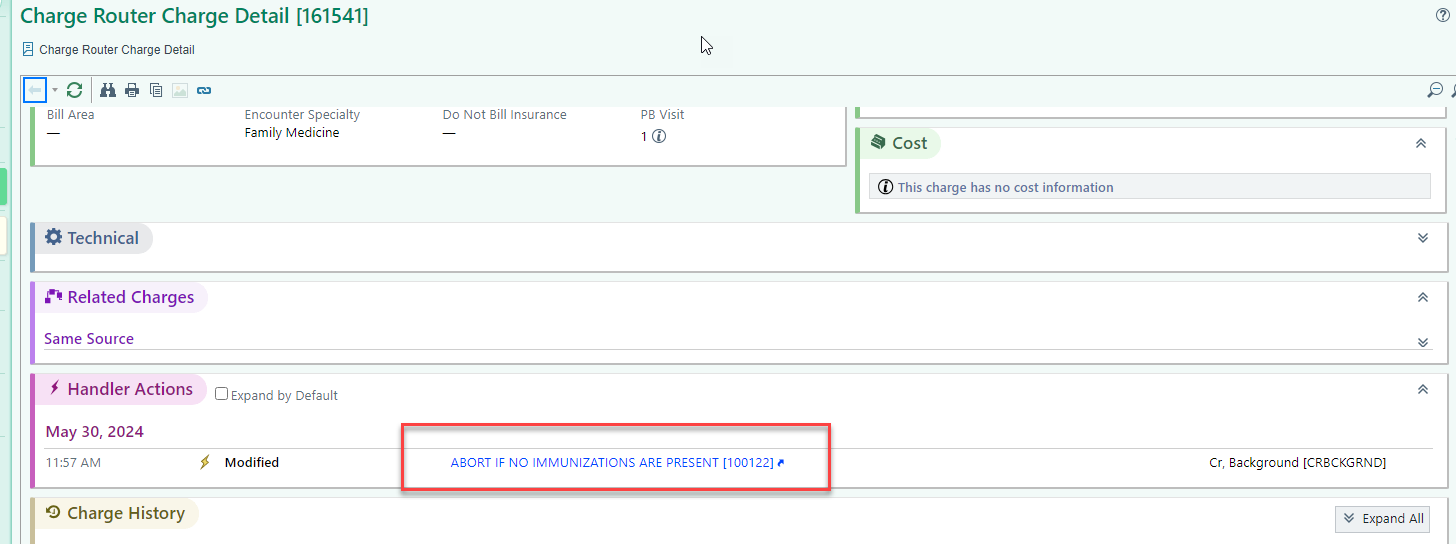 Charge Router Charge Detail [161541]
Charge Router Charge Detail
Bill Area
Encounter Specialty
Do Not Bill Insurance
PB Visit
—
Family Medicine
—
1
Cost
This charge has no cost information
Technical
Related Charges
Same Source
Handler Actions
Expand by Default
May 30, 2024
11:57 AM
Modified
ABORT IF NO IMMUNIZATIONS ARE PRESENT [100122]
Cr, Background [CRBCKGRND]
Charge History
Expand All